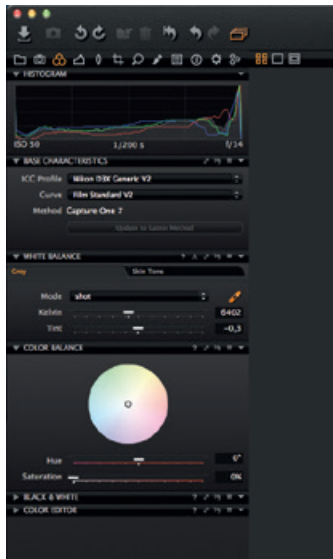 HISTOGRAM
ISO 50 1/200 s f/14
BASE CHARACTERISTICS
ICC Profile Nikon D3X Generic V2
Curve Film Standard V2
Method Capture One 7
Update to Latest Method
WHITE BALANCE
Grey Skin Tone
Mode shot
Kelvin 6402
Tint -0,3
COLOR BALANCE
Hue 0°
Saturation 0%
BLACK & WHITE
COLOR EDITOR